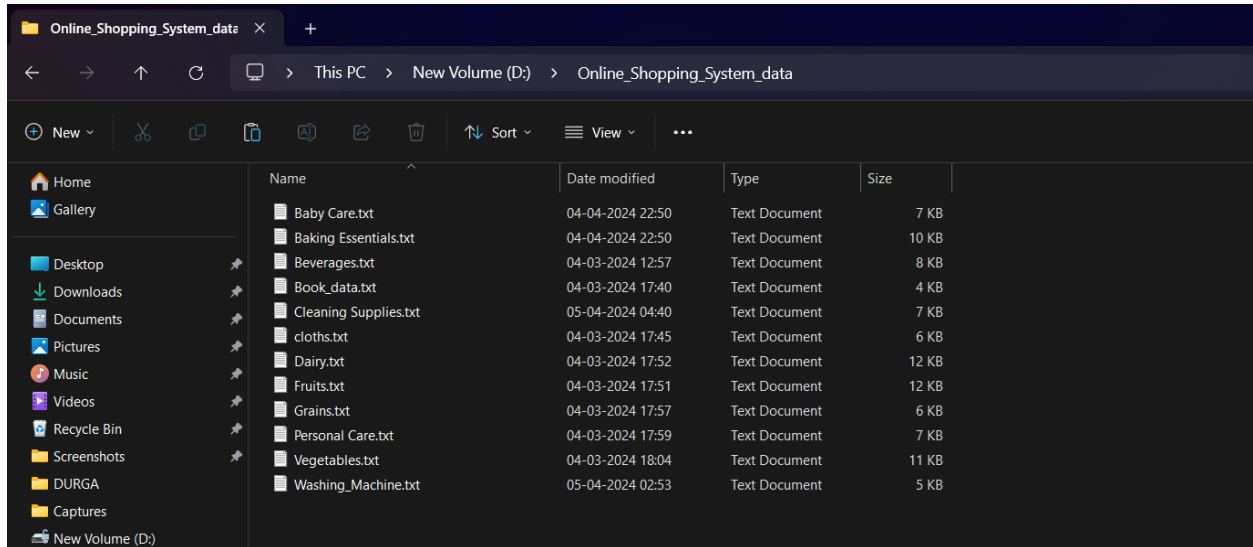 Online_Shopping_System_data
This PC > New Volume (D:) > Online_Shopping_System_data
New Sort View
Name Date modified Type Size
Home
Gallery
Desktop
Downloads
Documents
Pictures
Music
Videos
Recycle Bin
Screenshots
DURGA
Captures
New Volume (D:)
Baby Care.txt 04-04-2024 22:50 Text Document 7 KB
Baking Essentials.txt 04-04-2024 22:50 Text Document 10 KB
Beverages.txt 04-03-2024 12:57 Text Document 8 KB
Book_data.txt 04-03-2024 17:40 Text Document 4 KB
Cleaning Supplies.txt 05-04-2024 04:40 Text Document 7 KB
cloths.txt 04-03-2024 17:45 Text Document 6 KB
Dairy.txt 04-03-2024 17:52 Text Document 12 KB
Fruits.txt 04-03-2024 17:51 Text Document 12 KB
Grains.txt 04-03-2024 17:57 Text Document 6 KB
Personal Care.txt 04-03-2024 17:59 Text Document 7 KB
Vegetables.txt 04-03-2024 18:04 Text Document 11 KB
Washing_Machine.txt 05-04-2024 02:53 Text Document 5 KB